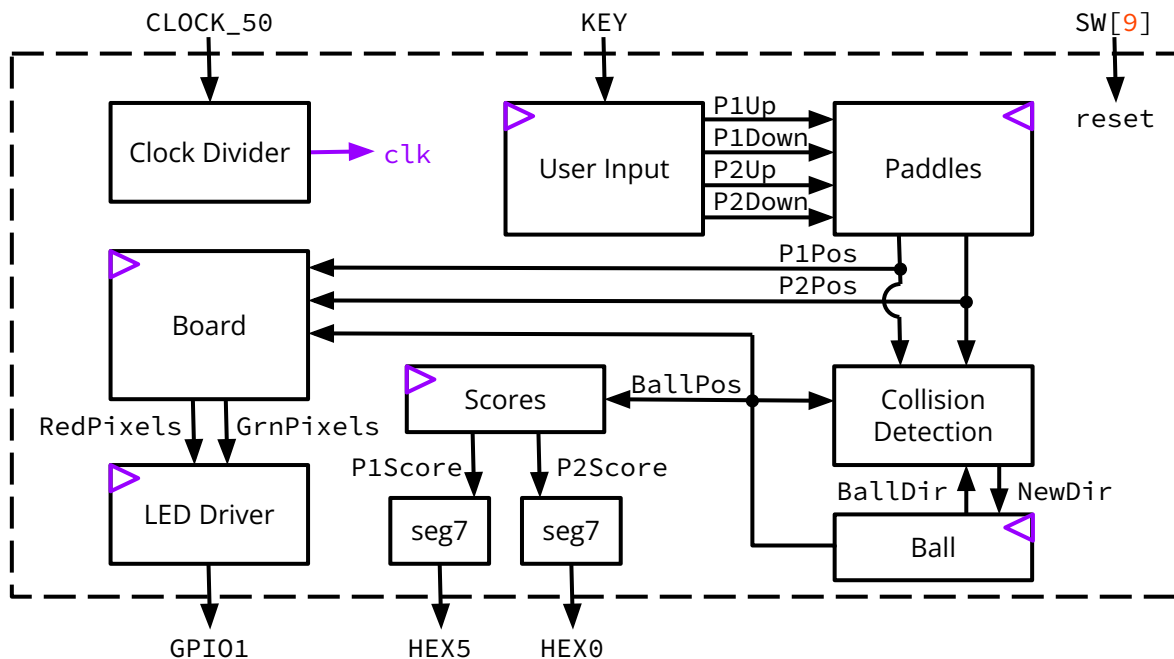 CLOCK_50
KEY
SW[9]
Clock Divider
clk
User Input
P1Up
P1Down
P2Up
P2Down
Paddles
reset
P1Pos
P2Pos
Board
Scores
BallPos
Collision
Detection
RedPixels
GrnPixels
P1Score
P2Score
BallDir
NewDir
LED Driver
seg7
seg7
Ball
GPIO1
HEX5
HEX0